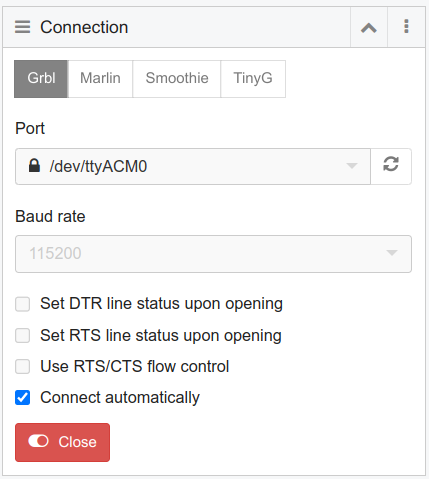 Connection
Grbl Marlin Smoothie TinyG
Port
/dev/ttyACM0
Baud rate
115200
Set DTR line status upon opening
Set RTS line status upon opening
Use RTS/CTS flow control
Connect automatically
Close